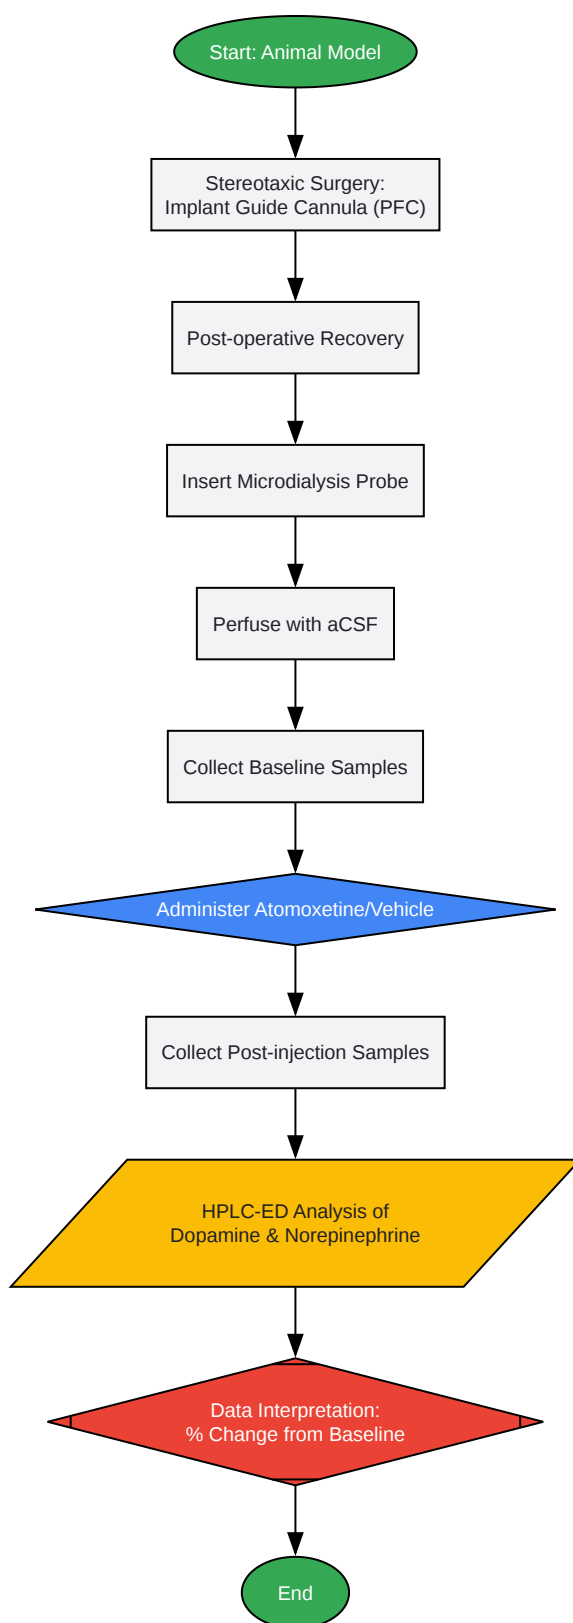 Start: Animal Model
Stereotaxic Surgery:
Implant Guide Cannula (PFC)
Post-operative Recovery
Insert Microdialysis Probe
Perfuse with aCSF
Collect Baseline Samples
Administer Atomoxetine/Vehicle
Collect Post-injection Samples
HPLC-ED Analysis of
Dopamine & Norepinephrine
Data Interpretation:
% Change from Baseline
End